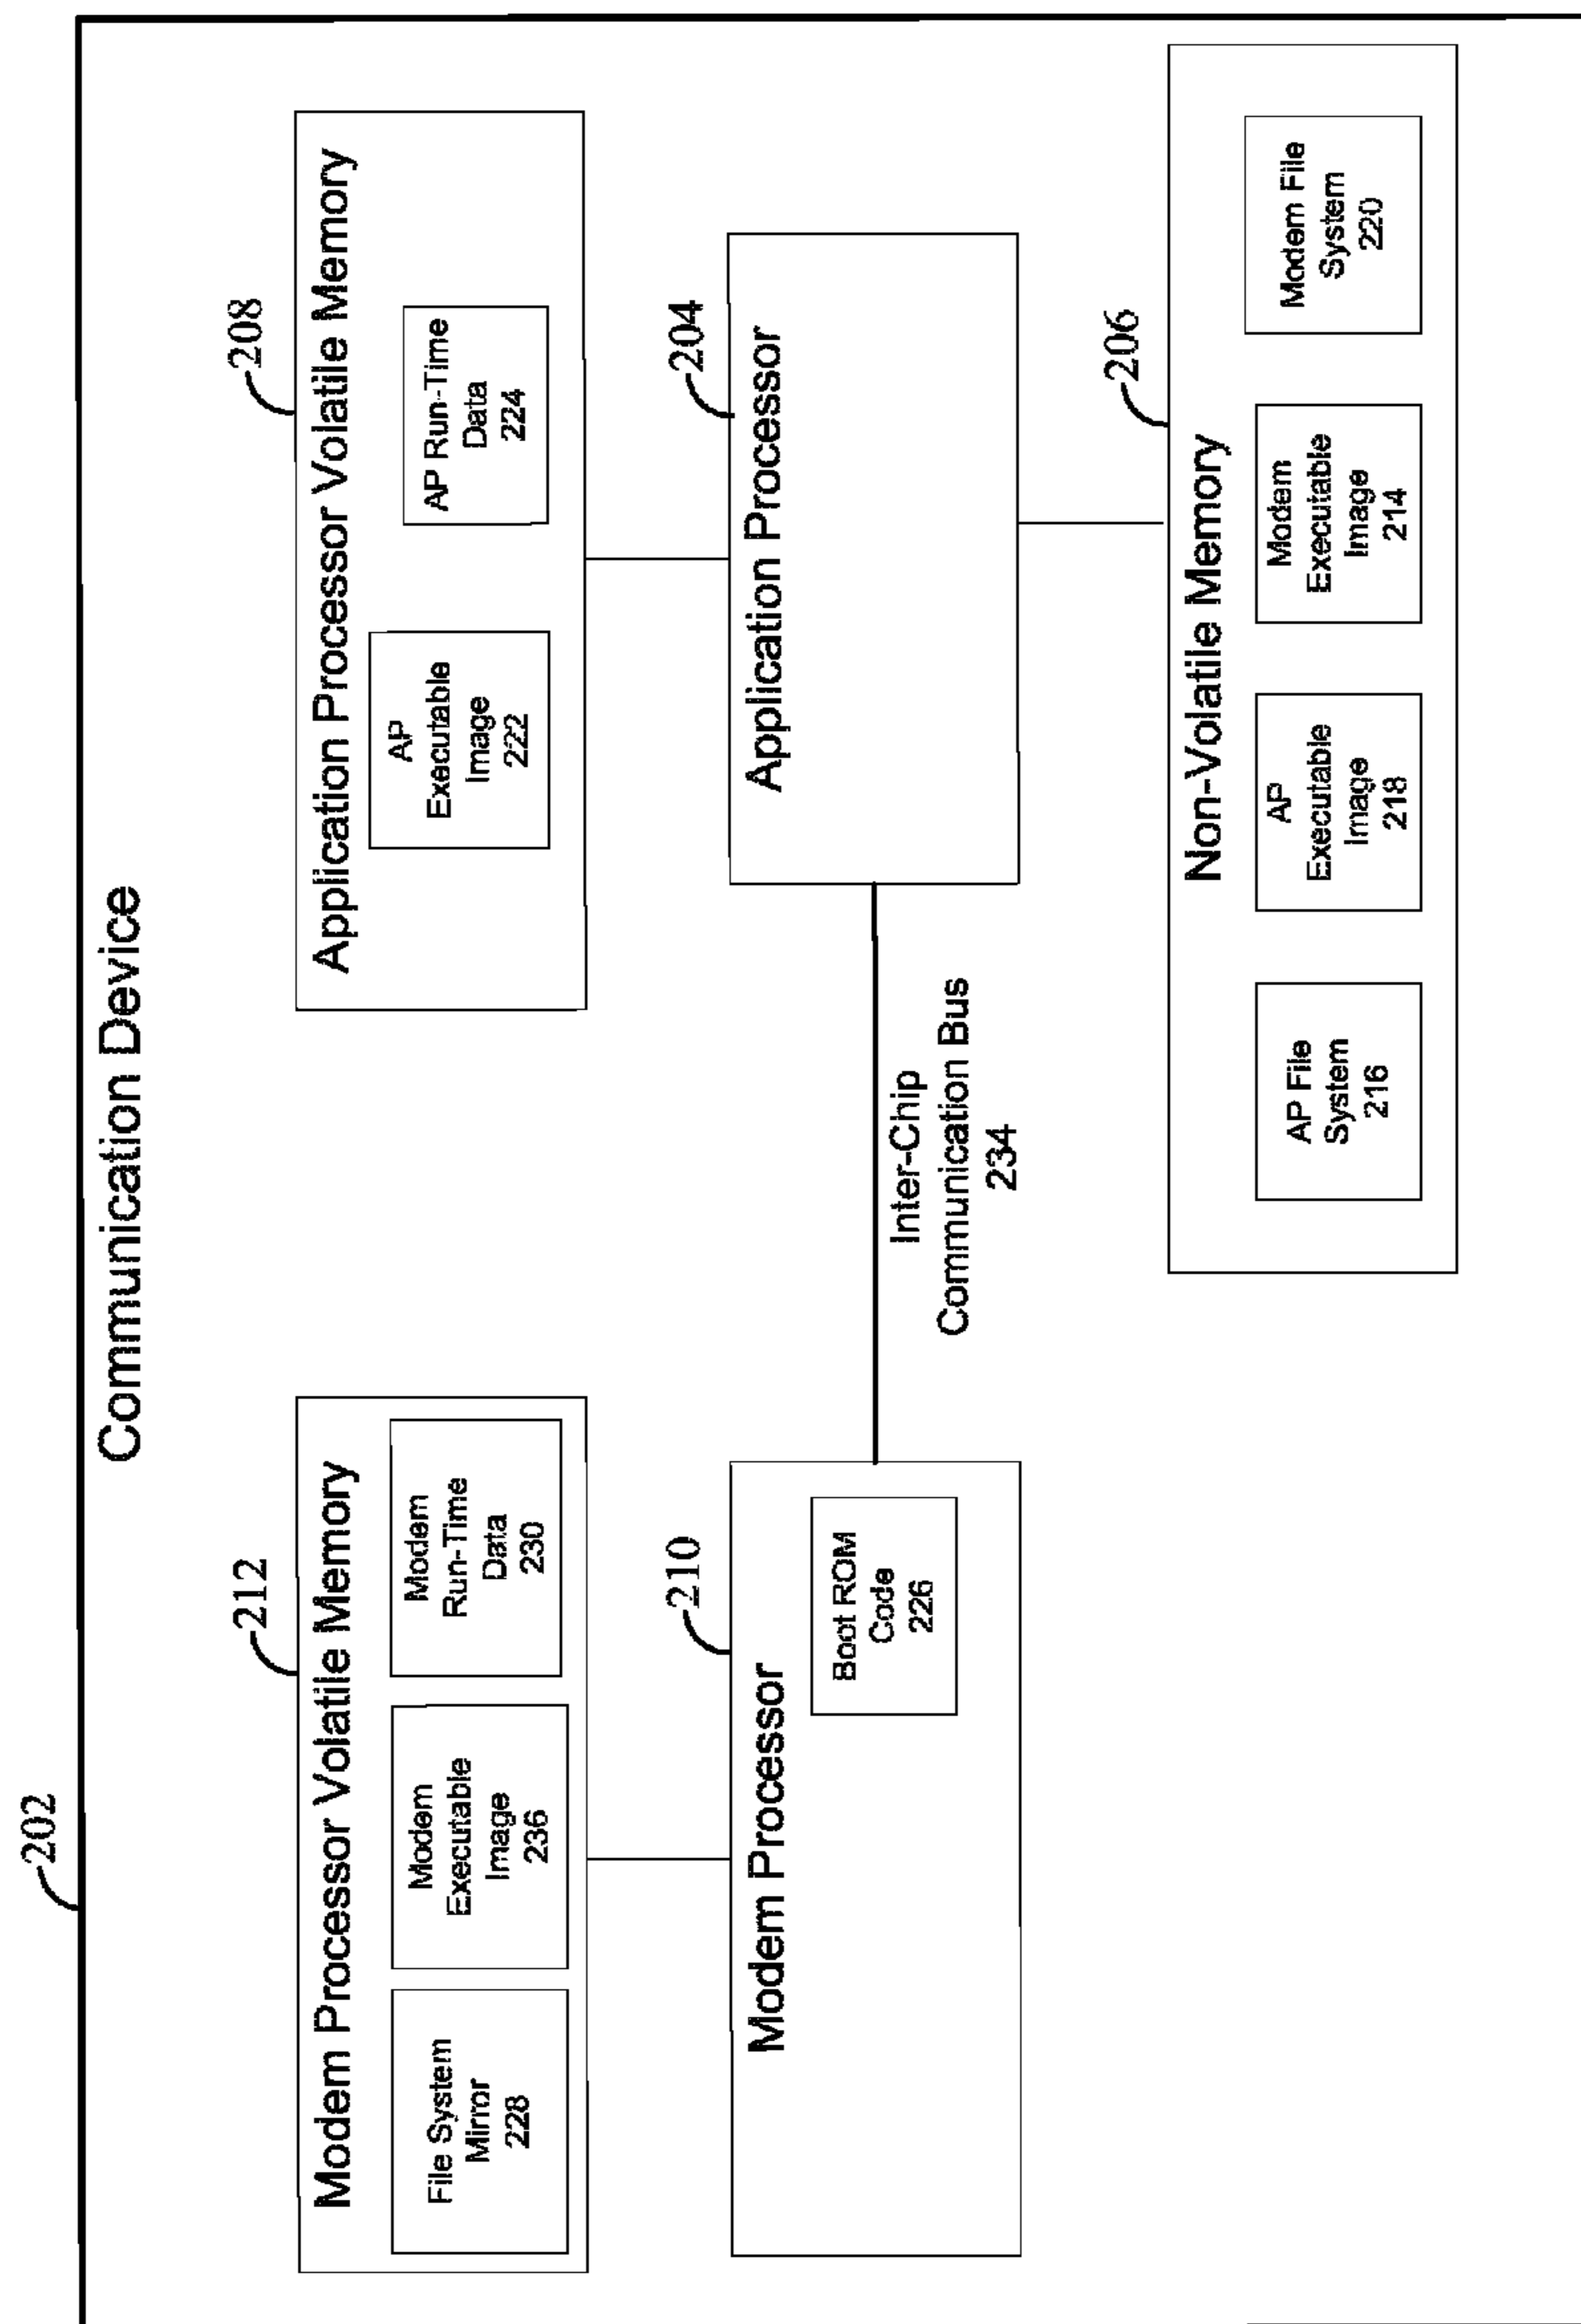 202
Communication Device
212
Modem Processor Volatile Memory
File System
Mirror
228
Modem
Executable
Image
236
Modem
Run-Time
Data
230
208
Application Processor Volatile Memory
AP
Executable
Image
222
AP Run-Time
Data
224
210
Modem Processor
Boot ROM
Code
226
Inter-Chip
Communication Bus
234
204
Application Processor
206
Non-Volatile Memory
AP File
System
216
AP
Executable
Image
218
Modem
Executable
Image
214
Modem File
System
220